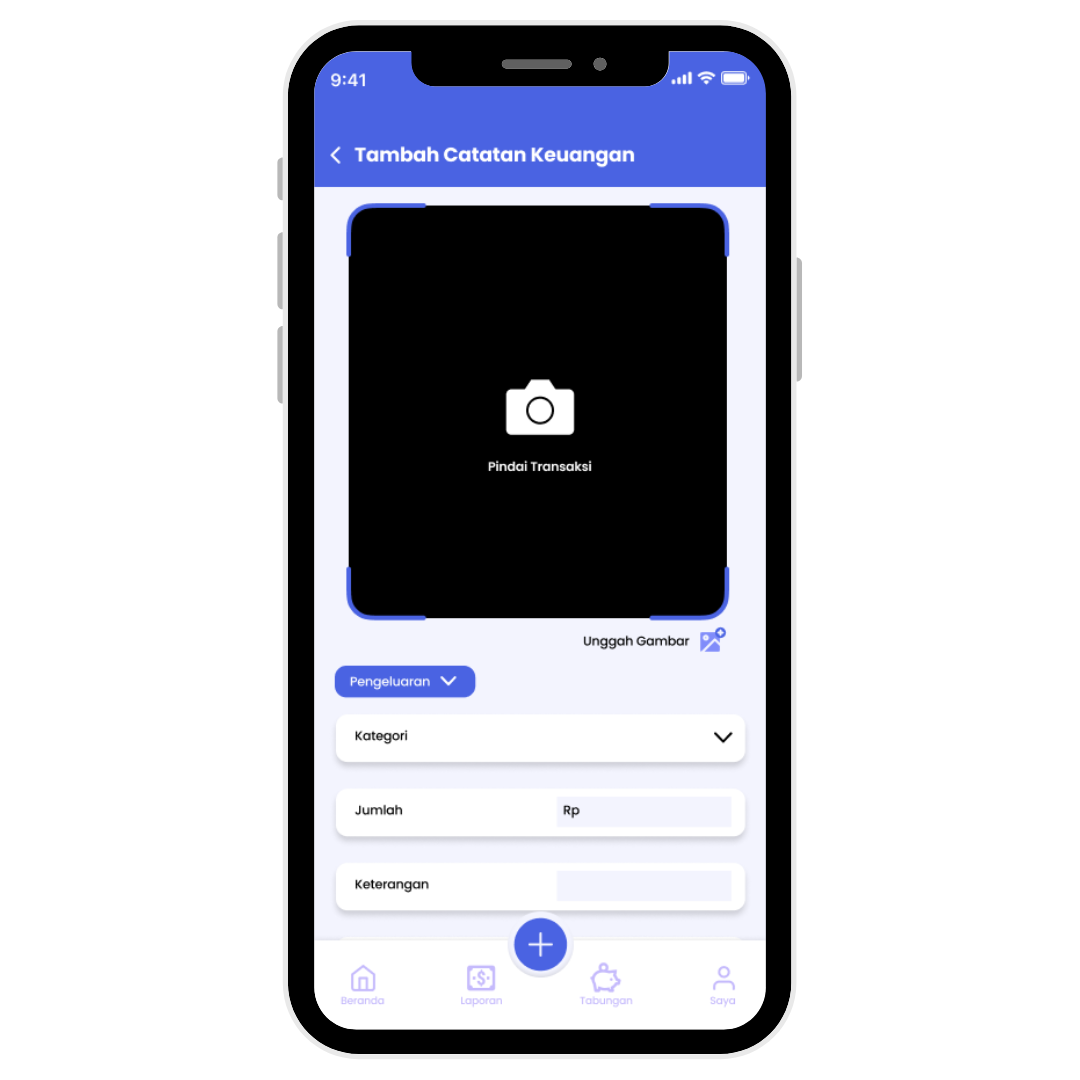 9:41
Tambah Catatan Keuangan
Pindai Transaksi
Unggah Gambar
Pengeluaran
Kategori
Jumlah Rp
Keterangan
Beranda Laporan Tabungan Saya